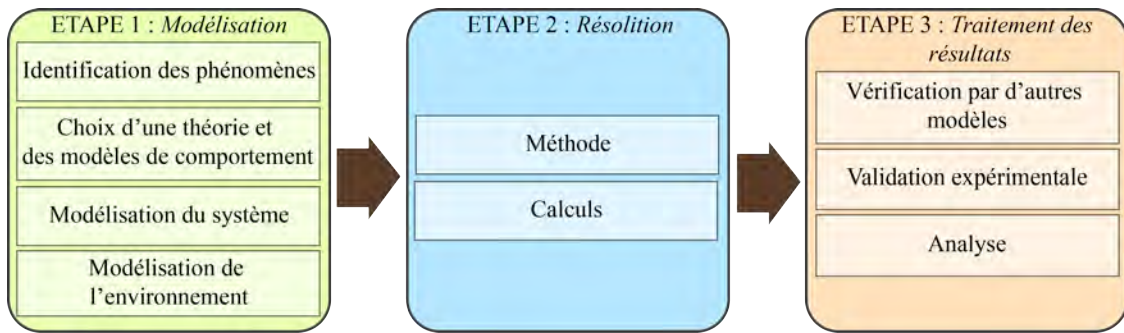 ETAPE 1 : Modélisation
Identification des phénomènes
Choix d'une théorie et
des modèles de comportement
Modélisation du système
Modélisation de
l'environnement
ETAPE 2 : Résolition
Méthode
Calculs
ETAPE 3 : Traitement des
résultats
Vérification par d'autres
modèles
Validation expérimentale
Analyse